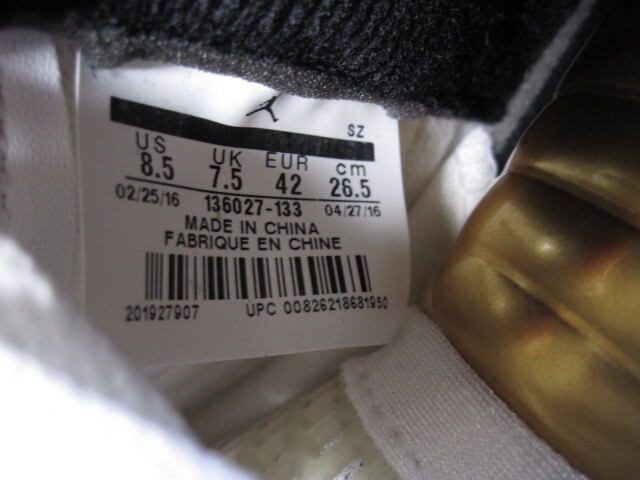 SZ
US UK EUR cm
8.5 7.5 42 26.5
02/25/16 136027-133 04/27/16
MADE IN CHINA
FABRIQUE EN CHINE
201927907 UPC 00826218681950